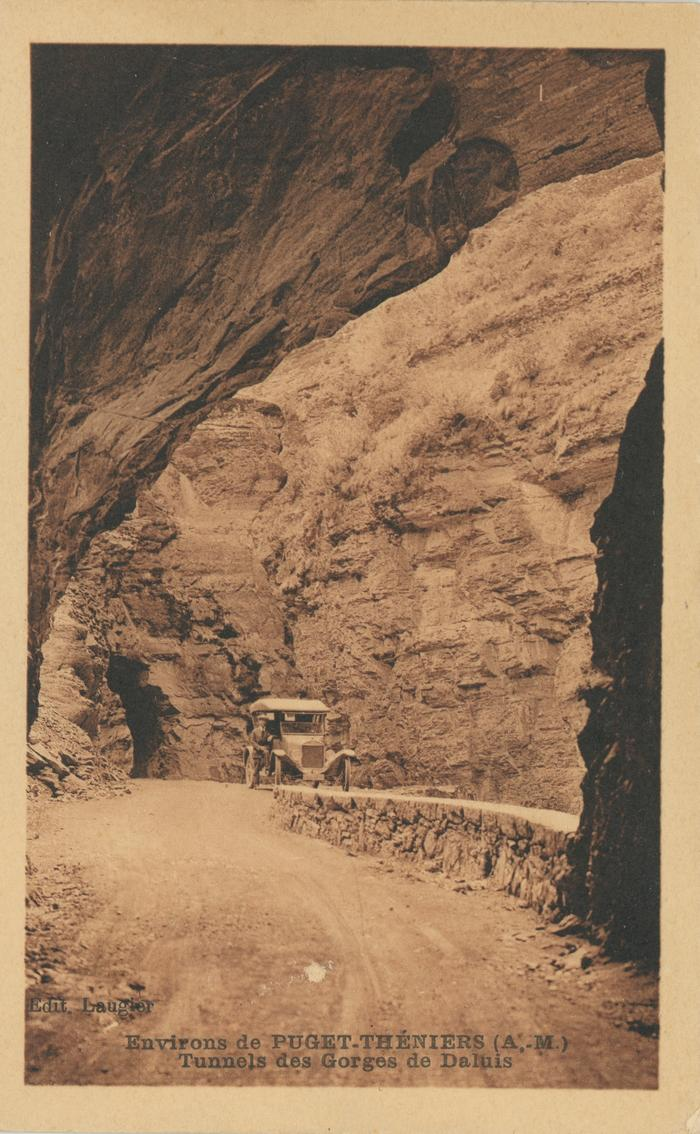 Edit. Laugier
Environs de PUGET-THÉNIERS (A.-M.)
Tunnels des Gorges de Daluis